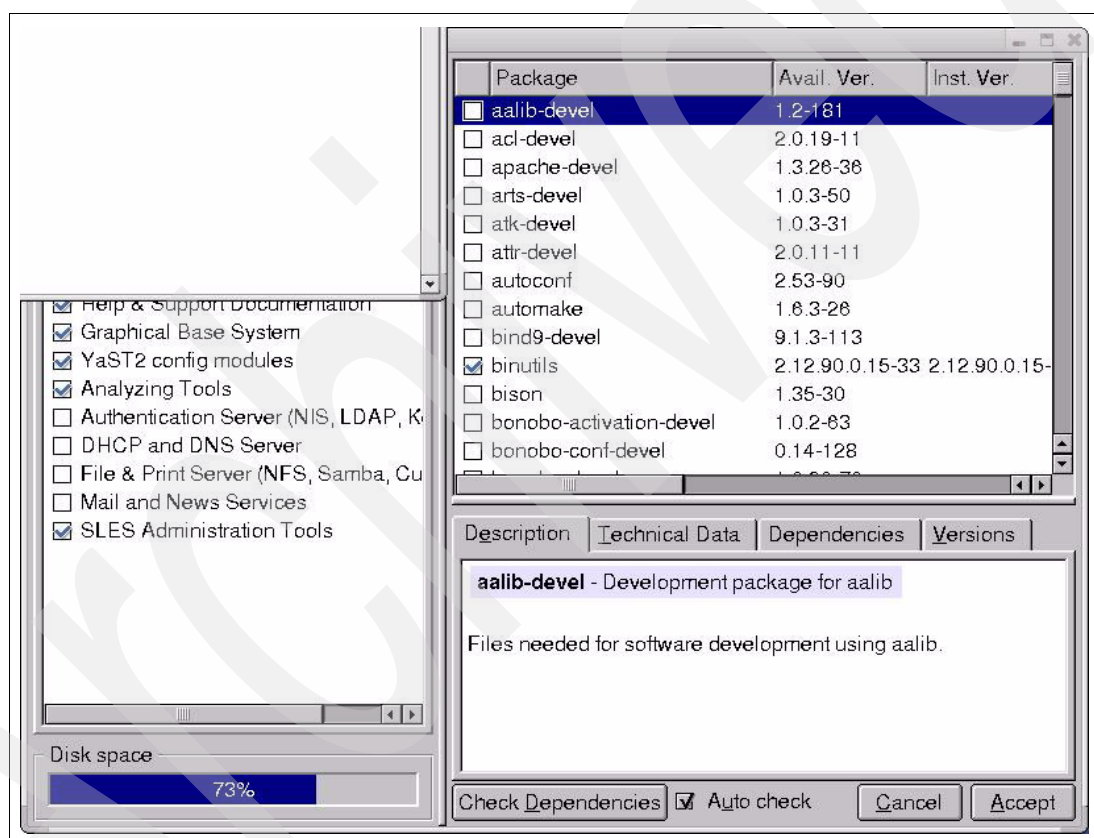 Package Avail. Ver. Inst. Ver.
aalib-devel 1.2-181
acl-devel 2.0.19-11
apache-devel 1.3.26-36
arts-devel 1.0.3-50
atk-devel 1.0.3-31
attr-devel 2.0.11-11
autoconf 2.53-90
automake 1.6.3-26
bind9-devel 9.1.3-113
binutils 2.12.90.0.15-33 2.12.90.0.15-
bison 1.35-30
bonobo-activation-devel 1.0.2-63
bonobo-conf-devel 0.14-128
Help & Support Documentation
Graphical Base System
YaST2 config modules
Analyzing Tools
Authentication Server (NIS, LDAP, K
DHCP and DNS Server
File & Print Server (NFS, Samba, Cu
Mail and News Services
SLES Administration Tools
Description Technical Data Dependencies Versions
aalib-devel - Development package for aalib
Files needed for software development using aalib.
Disk space
73%
Check Dependencies Auto check Cancel Accept